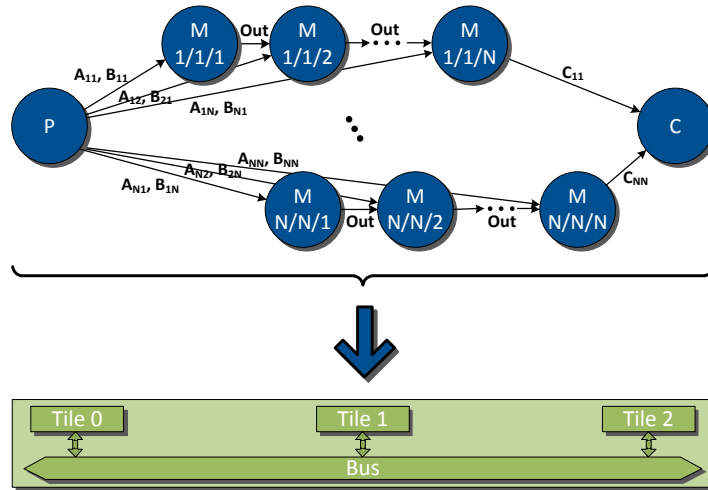 Out
Out
M
1/1/1
M
1/1/2
M
1/1/N
A11, B11
A12, B21
A1N, BN1
C11
P
C
ANN, BNN
AN2, B2N
AN1, B1N
CNN
M
N/N/1
M
N/N/2
M
N/N/N
Out
Out
Tile 0
Tile 1
Tile 2
Bus